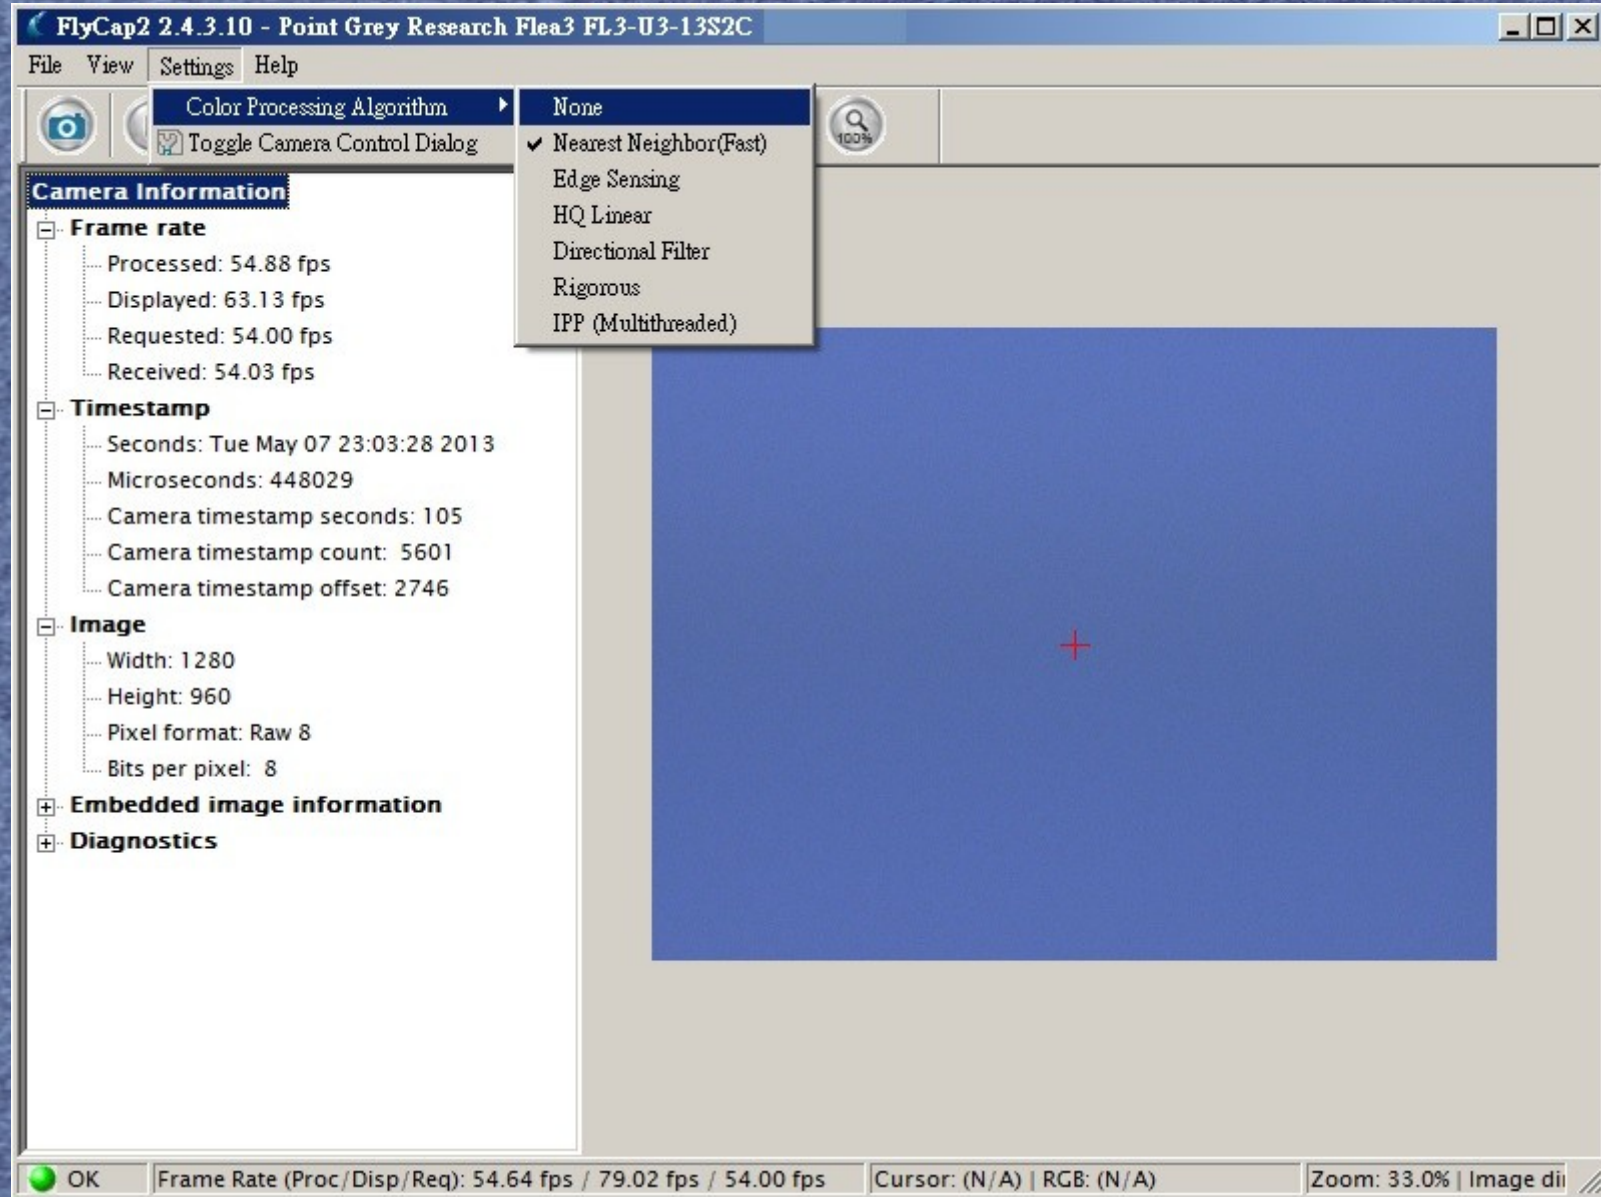 FlyCap2 2.4.3.10 - Point Grey Research Flea3 FL3-U3-13S2C
File View Settings Help
Color Processing Algorithm
Toggle Camera Control Dialog
None
Nearest Neighbor(Fast)
Edge Sensing
HQ Linear
Directional Filter
Rigorous
IPP (Multithreaded)
100%
Camera Information
Frame rate
Processed: 54.88 fps
Displayed: 63.13 fps
Requested: 54.00 fps
Received: 54.03 fps
Timestamp
Seconds: Tue May 07 23:03:28 2013
Microseconds: 448029
Camera timestamp seconds: 105
Camera timestamp count: 5601
Camera timestamp offset: 2746
Image
Width: 1280
Height: 960
Pixel format: Raw 8
Bits per pixel: 8
Embedded image information
Diagnostics
OK Frame Rate (Proc/Disp/Req): 54.64 fps / 79.02 fps / 54.00 fps Cursor: (N/A) | RGB: (N/A) Zoom: 33.0% | Image